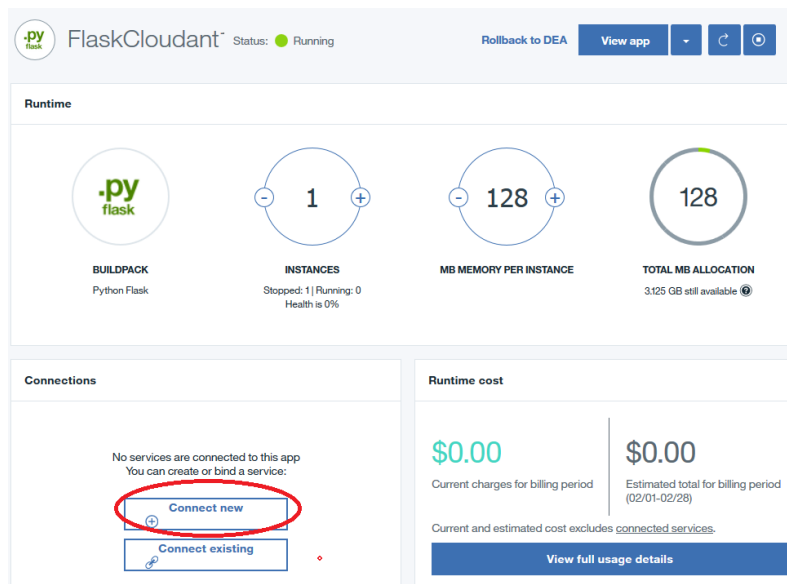 .py
flask
FlaskCloudant Status: Running
Rollback to DEA
View app
Runtime
.py
flask
- 1 +
- 128 +
128
BUILDPACK
INSTANCES
MB MEMORY PER INSTANCE
TOTAL MB ALLOCATION
Python Flask
Stopped: 1 | Running: 0
Health is 0%
3.125 GB still available ?
Connections
No services are connected to this app
You can create or bind a service:
Connect new
Connect existing
Runtime cost
$0.00
Current charges for billing period
$0.00
Estimated total for billing period
(02/01-02/28)
Current and estimated cost excludes connected services.
View full usage details